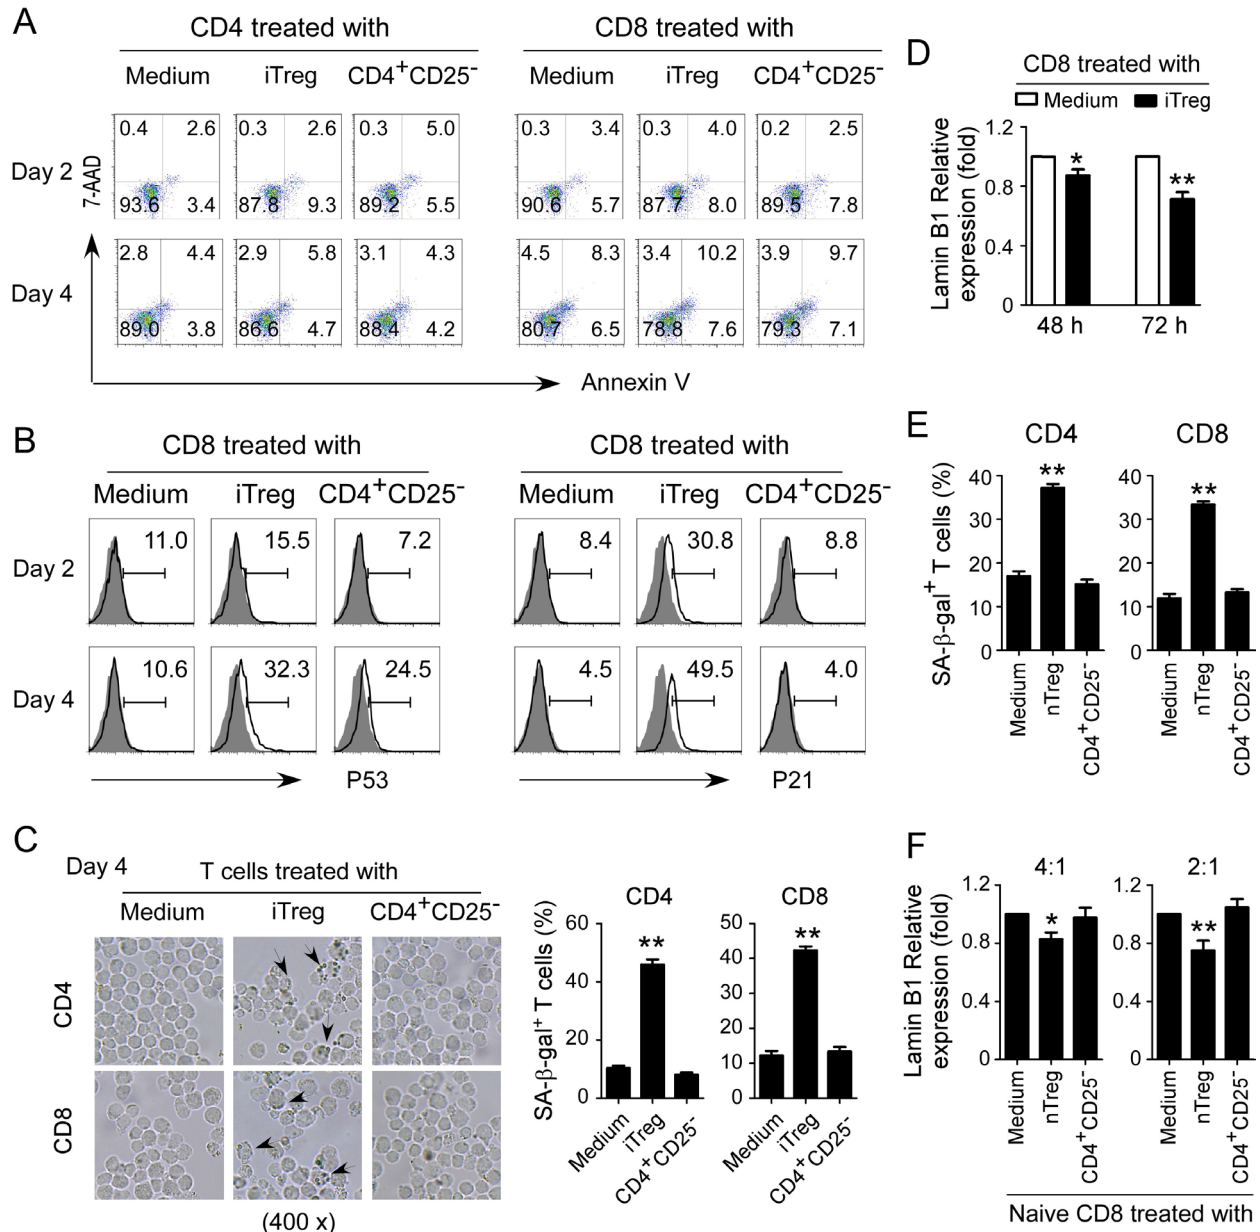 A
CD4 treated with
CD8 treated with
Medium iTreg CD4⁺CD25⁻
Medium iTreg CD4⁺CD25⁻
Day 2
7-AAD
0.4 2.6
93.6 3.4
0.3 2.6
87.8 9.3
0.3 5.0
89.2 5.5
0.3 3.4
90.6 5.7
0.3 4.0
87.7 8.0
0.2 2.5
89.5 7.8
Day 4
2.8 4.4
89.0 3.8
2.9 5.8
86.6 4.7
3.1 4.3
88.4 4.2
4.5 8.3
80.7 6.5
3.4 10.2
78.8 7.6
3.9 9.7
79.3 7.1
Annexin V
B
CD8 treated with
CD8 treated with
Medium iTreg CD4⁺CD25⁻
Medium iTreg CD4⁺CD25⁻
Day 2
11.0 15.5 7.2
8.4 30.8 8.8
Day 4
10.6 32.3 24.5
4.5 49.5 4.0
P53
P21
C
Day 4
T cells treated with
Medium iTreg CD4⁺CD25⁻
CD4
CD8
(400 x)
CD4
SA-β-gal⁺ T cells (%)
60
40
20
0
**
Medium
iTreg
CD4⁺CD25⁻
CD8
50
40
30
20
10
0
**
Medium
iTreg
CD4⁺CD25⁻
D
CD8 treated with
Medium iTreg
Lamin B1 Relative
expression (fold)
1.2
0.8
0.4
0
*
**
48 h 72 h
E
CD4
SA-β-gal⁺ T cells (%)
40
30
20
10
0
**
Medium
nTreg
CD4⁺CD25⁻
CD8
40
30
20
10
0
**
Medium
nTreg
CD4⁺CD25⁻
F
4:1
Lamin B1 Relative
expression (fold)
1.2
0.8
0.4
0
*
Medium
nTreg
CD4⁺CD25⁻
2:1
1.2
0.8
0.4
0
**
Medium
nTreg
CD4⁺CD25⁻
Naive CD8 treated with